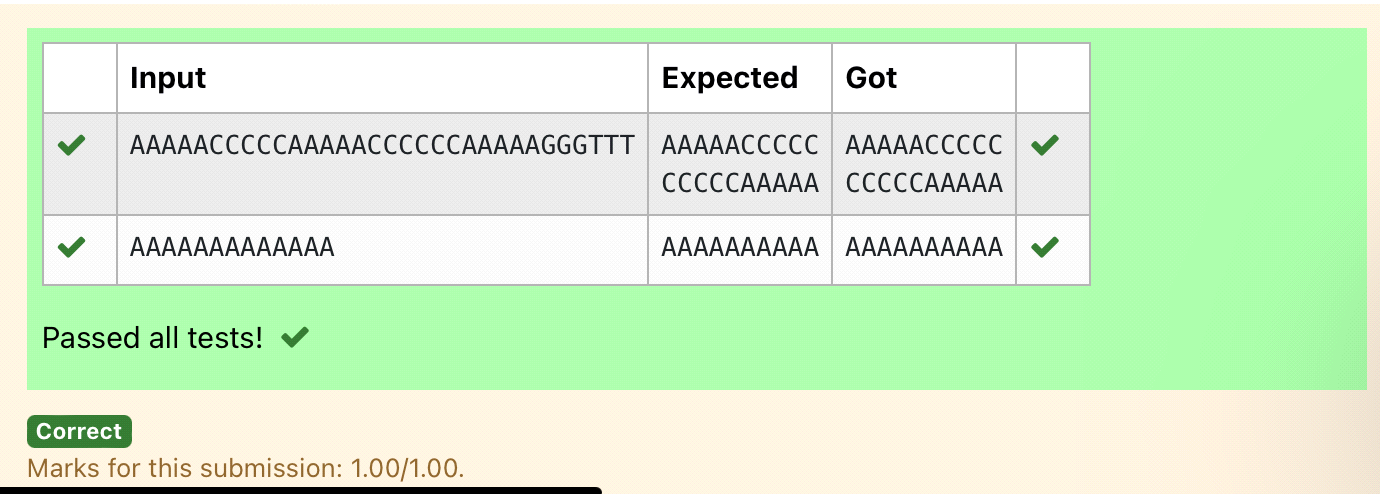 Input Expected Got
AAAAACCCCCAAAAACCCCCCAAAAAGGGTTT AAAAACCCCC AAAAACCCCC
CCCCCAAAAA CCCCCAAAAA
AAAAAAAAAAAAA AAAAAAAAAA AAAAAAAAAA
Passed all tests!
Correct
Marks for this submission: 1.00/1.00.